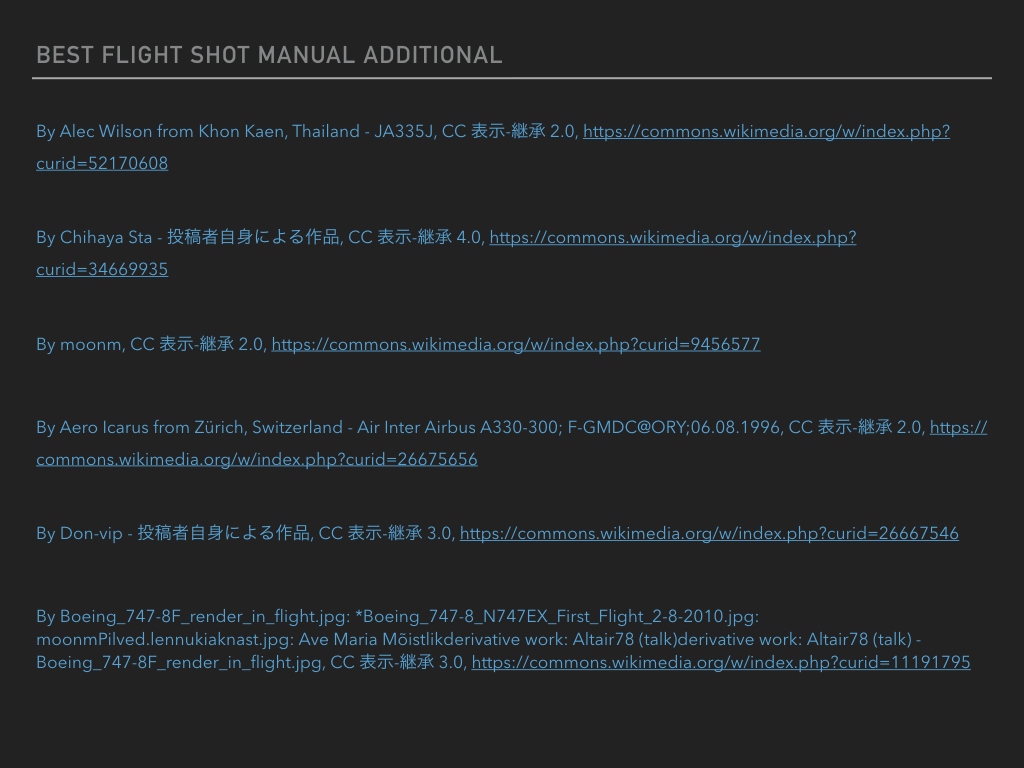 BEST FLIGHT SHOT MANUAL ADDITIONAL
By Alec Wilson from Khon Kaen, Thailand - JA335J, CC 表示-継承 2.0, https://commons.wikimedia.org/w/index.php?
curid=52170608
By Chihaya Sta - 投稿者自身による作品, CC 表示-継承 4.0, https://commons.wikimedia.org/w/index.php?
curid=34669935
By moonm, CC 表示-継承 2.0, https://commons.wikimedia.org/w/index.php?curid=9456577
By Aero Icarus from Zürich, Switzerland - Air Inter Airbus A330-300; F-GMDC@ORY;06.08.1996, CC 表示-継承 2.0, https://
commons.wikimedia.org/w/index.php?curid=26675656
By Don-vip - 投稿者自身による作品, CC 表示-継承 3.0, https://commons.wikimedia.org/w/index.php?curid=26667546
By Boeing_747-8F_render_in_flight.jpg: *Boeing_747-8_N747EX_First_Flight_2-8-2010.jpg:
moonmPilved.lennukiaknast.jpg: Ave Maria Mõistlikderivative work: Altair78 (talk)derivative work: Altair78 (talk) -
Boeing_747-8F_render_in_flight.jpg, CC 表示-継承 3.0, https://commons.wikimedia.org/w/index.php?curid=11191795